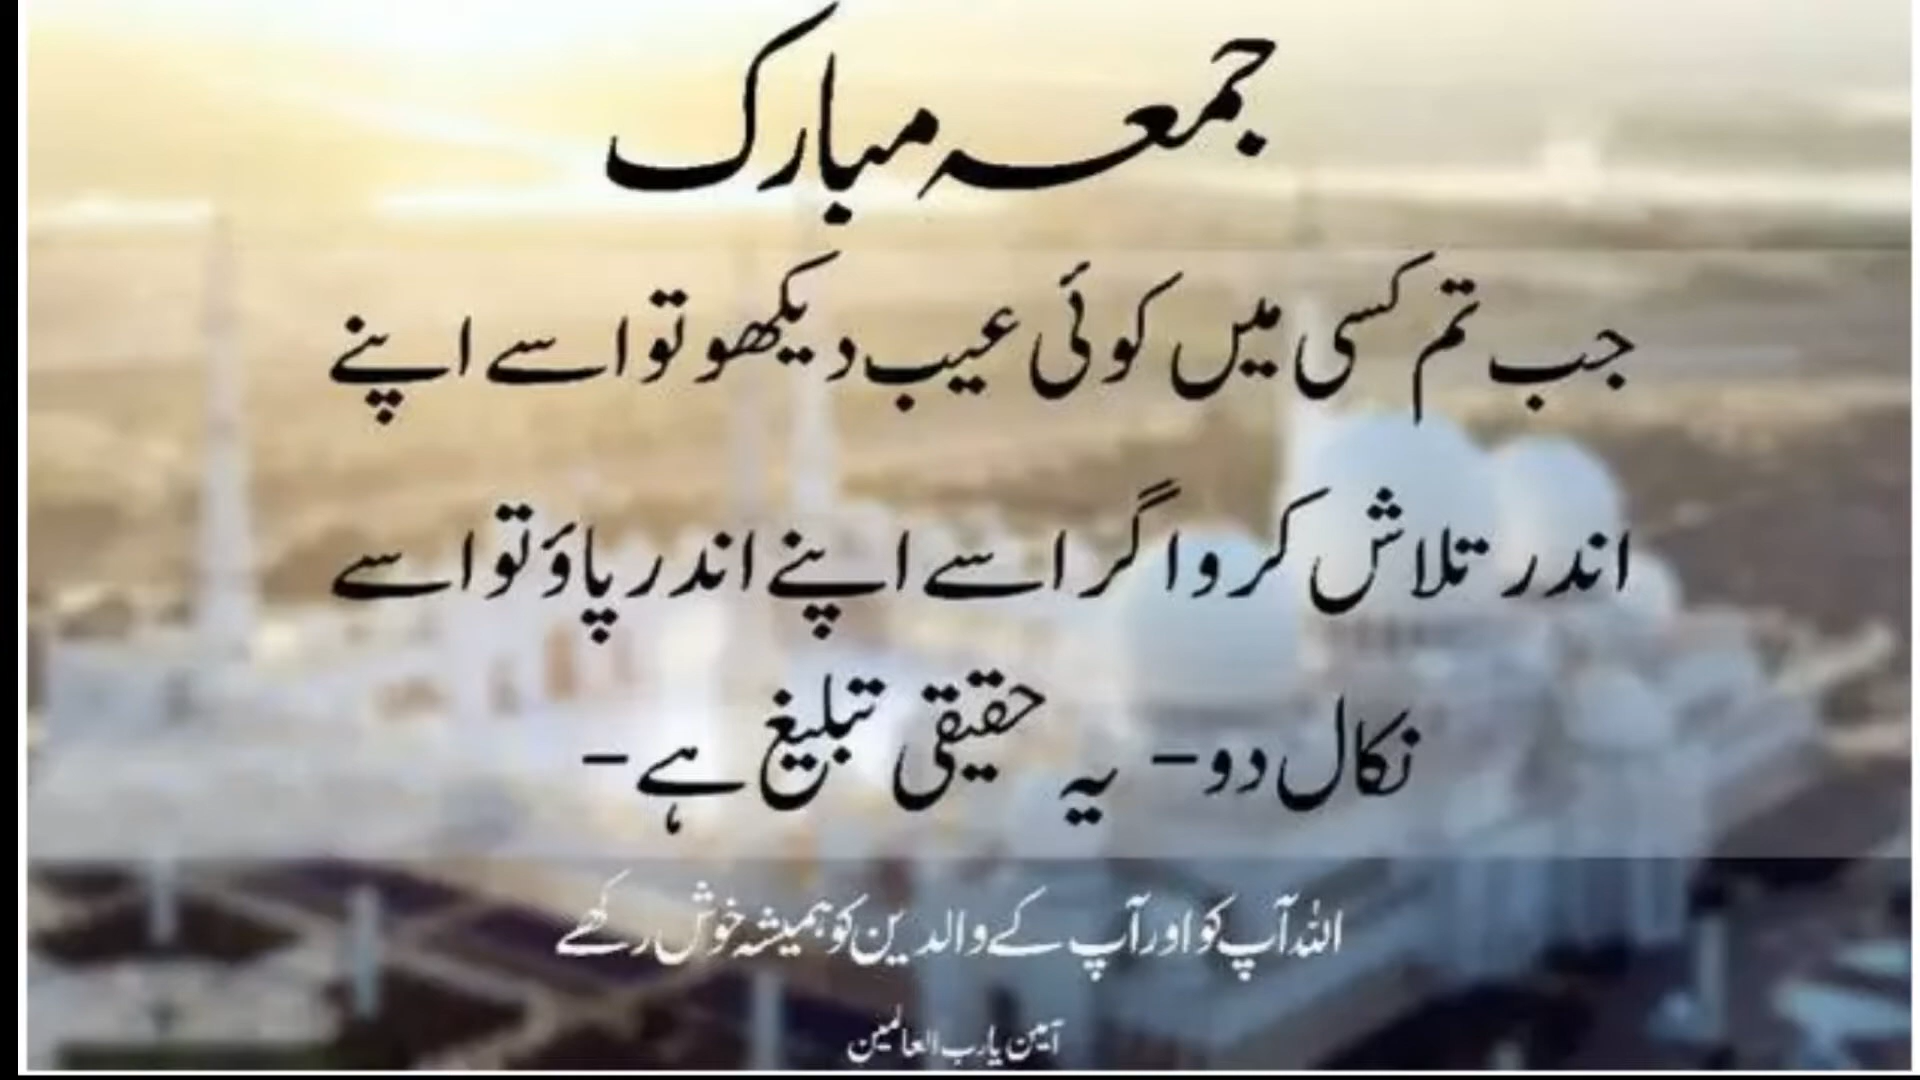 جمعہ مبارک
جب تم کسی میں کوئی عیب دیکھو تو اسے اپنے
اندر تلاش کرو اگر اسے اپنے اندر پاؤ تو اسے
نکال دو - یہ حقیقی تبلیغ ہے -
اللہ آپ کو اور آپ کے والدین کو ہمیشہ خوش رکھے
آمین یا رب العالمین